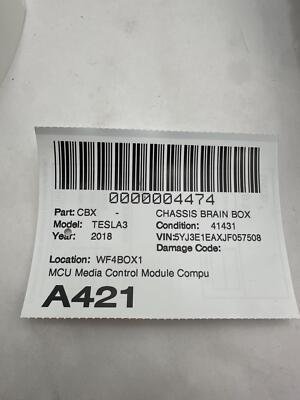 0000004474
Part: CBX - CHASSIS BRAIN BOX
Model: TESLA3 Condition: 41431
Year: 2018 VIN:5YJ3E1EAXJF057508
Damage Code:
Location: WF4BOX1
MCU Media Control Module Compu
A421